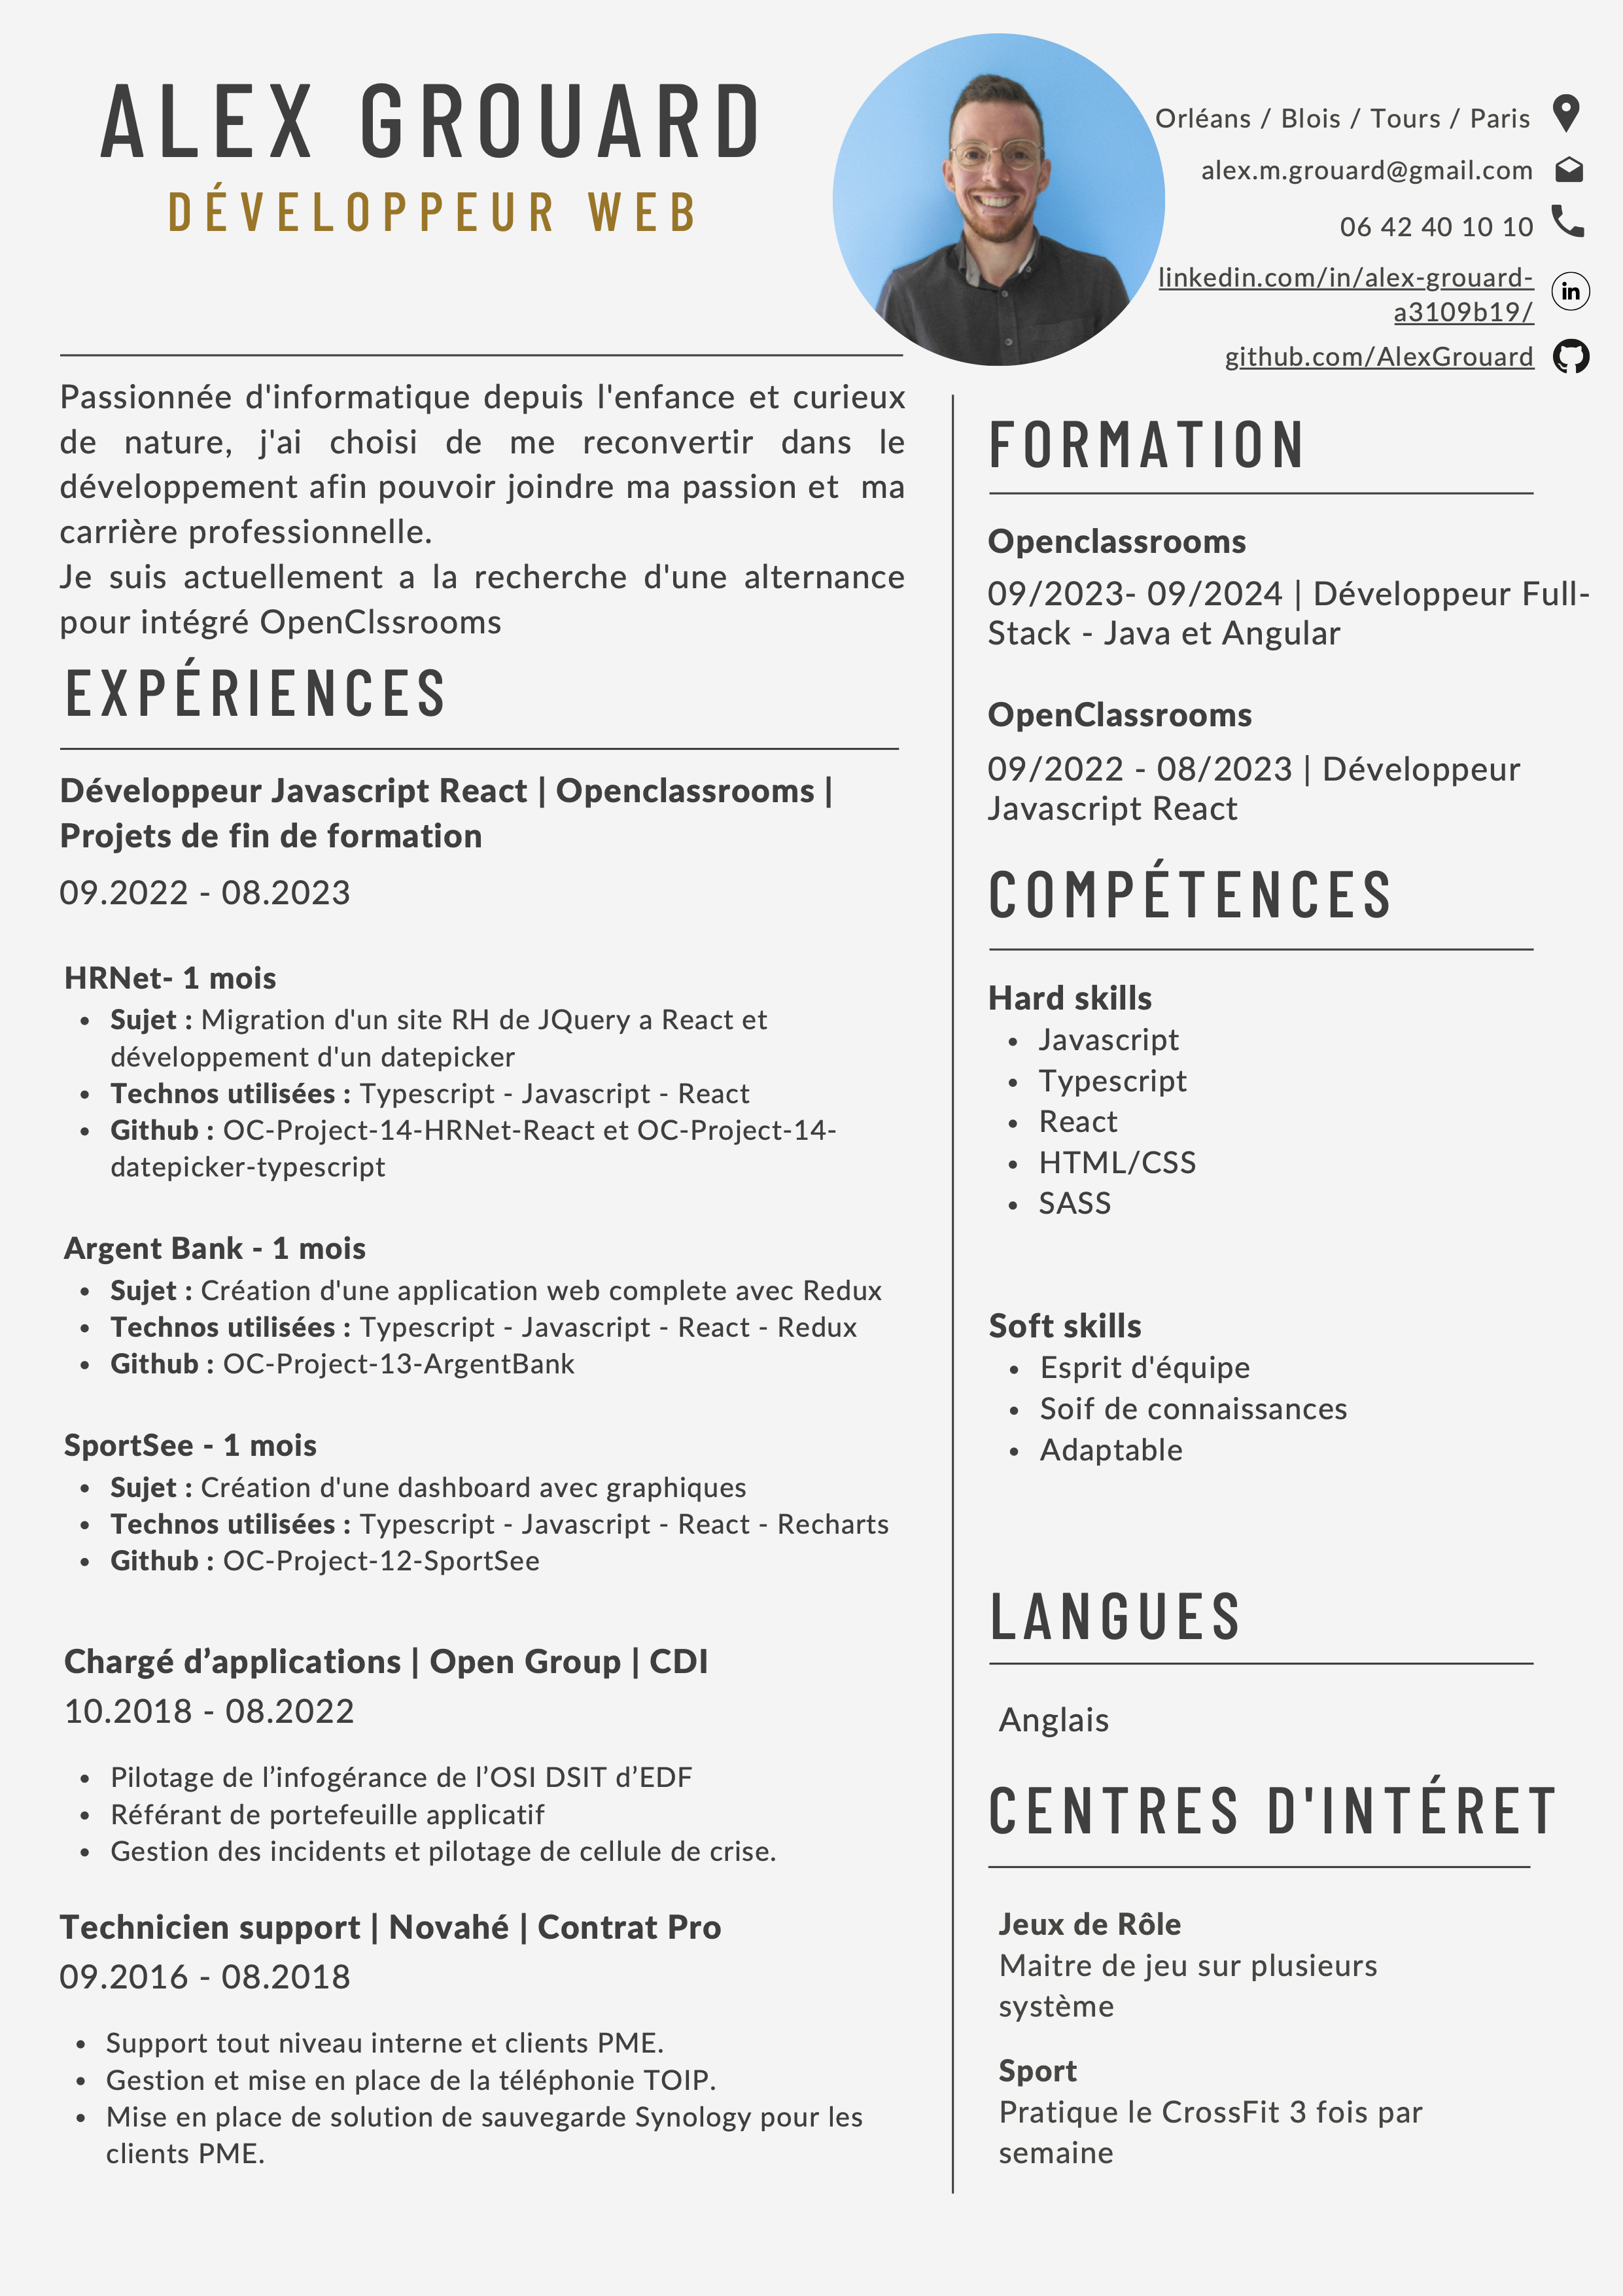 ALEX GROUARD
DÉVELOPPEUR WEB
Orléans / Blois / Tours / Paris
alex.m.grouard@gmail.com
06 42 40 10 10
linkedin.com/in/alex-grouard-
a3109b19/
in
github.com/AlexGrouard
Passionnée d'informatique depuis l'enfance et curieux
de nature, j'ai choisi de me reconvertir dans le
développement afin pouvoir joindre ma passion et ma
carrière professionnelle.
Je suis actuellement a la recherche d'une alternance
pour intégré OpenClssrooms
EXPÉRIENCES
Développeur Javascript React | Openclassrooms |
Projets de fin de formation
09.2022 - 08.2023
HRNet- 1 mois
• Sujet : Migration d'un site RH de JQuery a React et
développement d'un datepicker
• Technos utilisées : Typescript - Javascript - React
• Github : OC-Project-14-HRNet-React et OC-Project-14-
datepicker-typescript
Argent Bank - 1 mois
• Sujet : Création d'une application web complete avec Redux
• Technos utilisées : Typescript - Javascript - React - Redux
• Github : OC-Project-13-ArgentBank
SportSee - 1 mois
• Sujet : Création d'une dashboard avec graphiques
• Technos utilisées : Typescript - Javascript - React - Recharts
• Github : OC-Project-12-SportSee
Chargé d’applications | Open Group | CDI
10.2018 - 08.2022
• Pilotage de l’infogérance de l’OSI DSIT d’EDF
• Référant de portefeuille applicatif
• Gestion des incidents et pilotage de cellule de crise.
Technicien support | Novahé | Contrat Pro
09.2016 - 08.2018
• Support tout niveau interne et clients PME.
• Gestion et mise en place de la téléphonie TOIP.
• Mise en place de solution de sauvegarde Synology pour les
clients PME.
FORMATION
Openclassrooms
09/2023- 09/2024 | Développeur Full-
Stack - Java et Angular
OpenClassrooms
09/2022 - 08/2023 | Développeur
Javascript React
COMPÉTENCES
Hard skills
• Javascript
• Typescript
• React
• HTML/CSS
• SASS
Soft skills
• Esprit d'équipe
• Soif de connaissances
• Adaptable
LANGUES
Anglais
CENTRES D'INTÉRET
Jeux de Rôle
Maitre de jeu sur plusieurs
système
Sport
Pratique le CrossFit 3 fois par
semaine